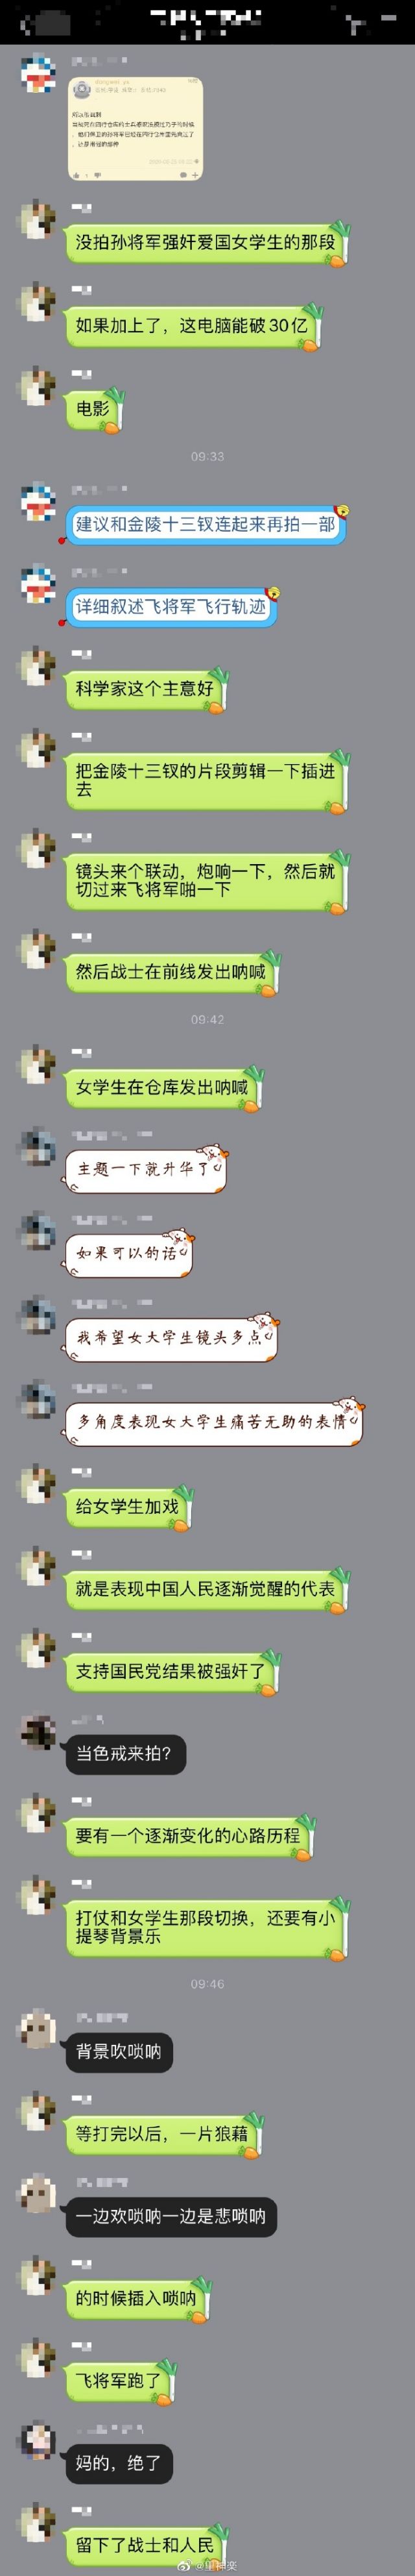 没拍孙将军强奸爱国女学生的那段
如果加上了，这电脑能破30亿
电影
09:33
建议和金陵十三钗连起来再拍一部
详细叙述飞将军飞行轨迹
科学家这个主意好
把金陵十三钗的片段剪辑一下插进
去
镜头来个联动，炮响一下，然后就
切过来飞将军啪一下
然后战士在前线发出呐喊
09:42
女学生在仓库发出呐喊
主题一下就升华了
如果可以的话
我希望女大学生镜头多点
多角度表现女大学生痛苦无助的表情
给女学生加戏
就是表现中国人民逐渐觉醒的代表
支持国民党结果被强奸了
当色戒来拍？
要有一个逐渐变化的心路历程
打仗和女学生那段切换，还要有小
提琴背景乐
09:46
背景吹唢呐
等打完以后，一片狼藉
一边欢唢呐一边是悲唢呐
的时候插入唢呐
飞将军跑了
妈的，绝了
留下了战士和人民